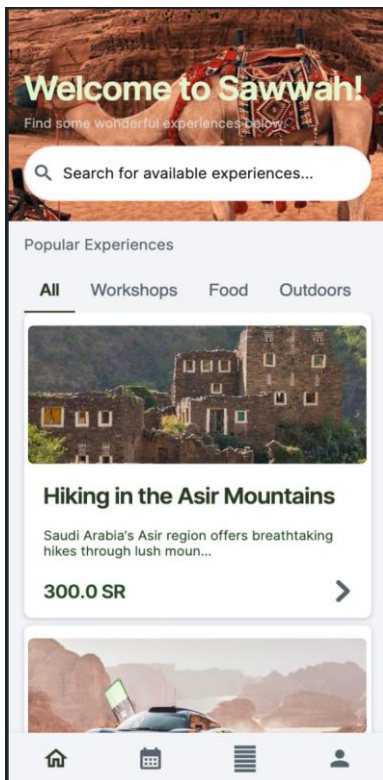 Welcome to Sawwah!
Find some wonderful experiences below.
Search for available experiences...
Popular Experiences
All Workshops Food Outdoors
Hiking in the Asir Mountains
Saudi Arabia's Asir region offers breathtaking
hikes through lush moun...
300.0 SR